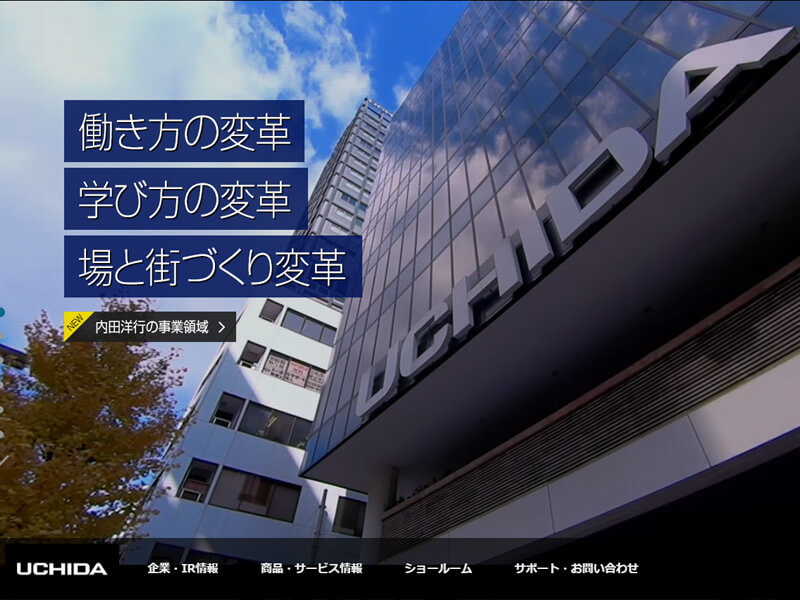 働き方の変革
学び方の変革
場と街づくり変革
NEW
内田洋行の事業領域
UCHIDA
UCHIDA
企業・IR情報
商品・サービス情報
ショールーム
サポート・お問い合わせ